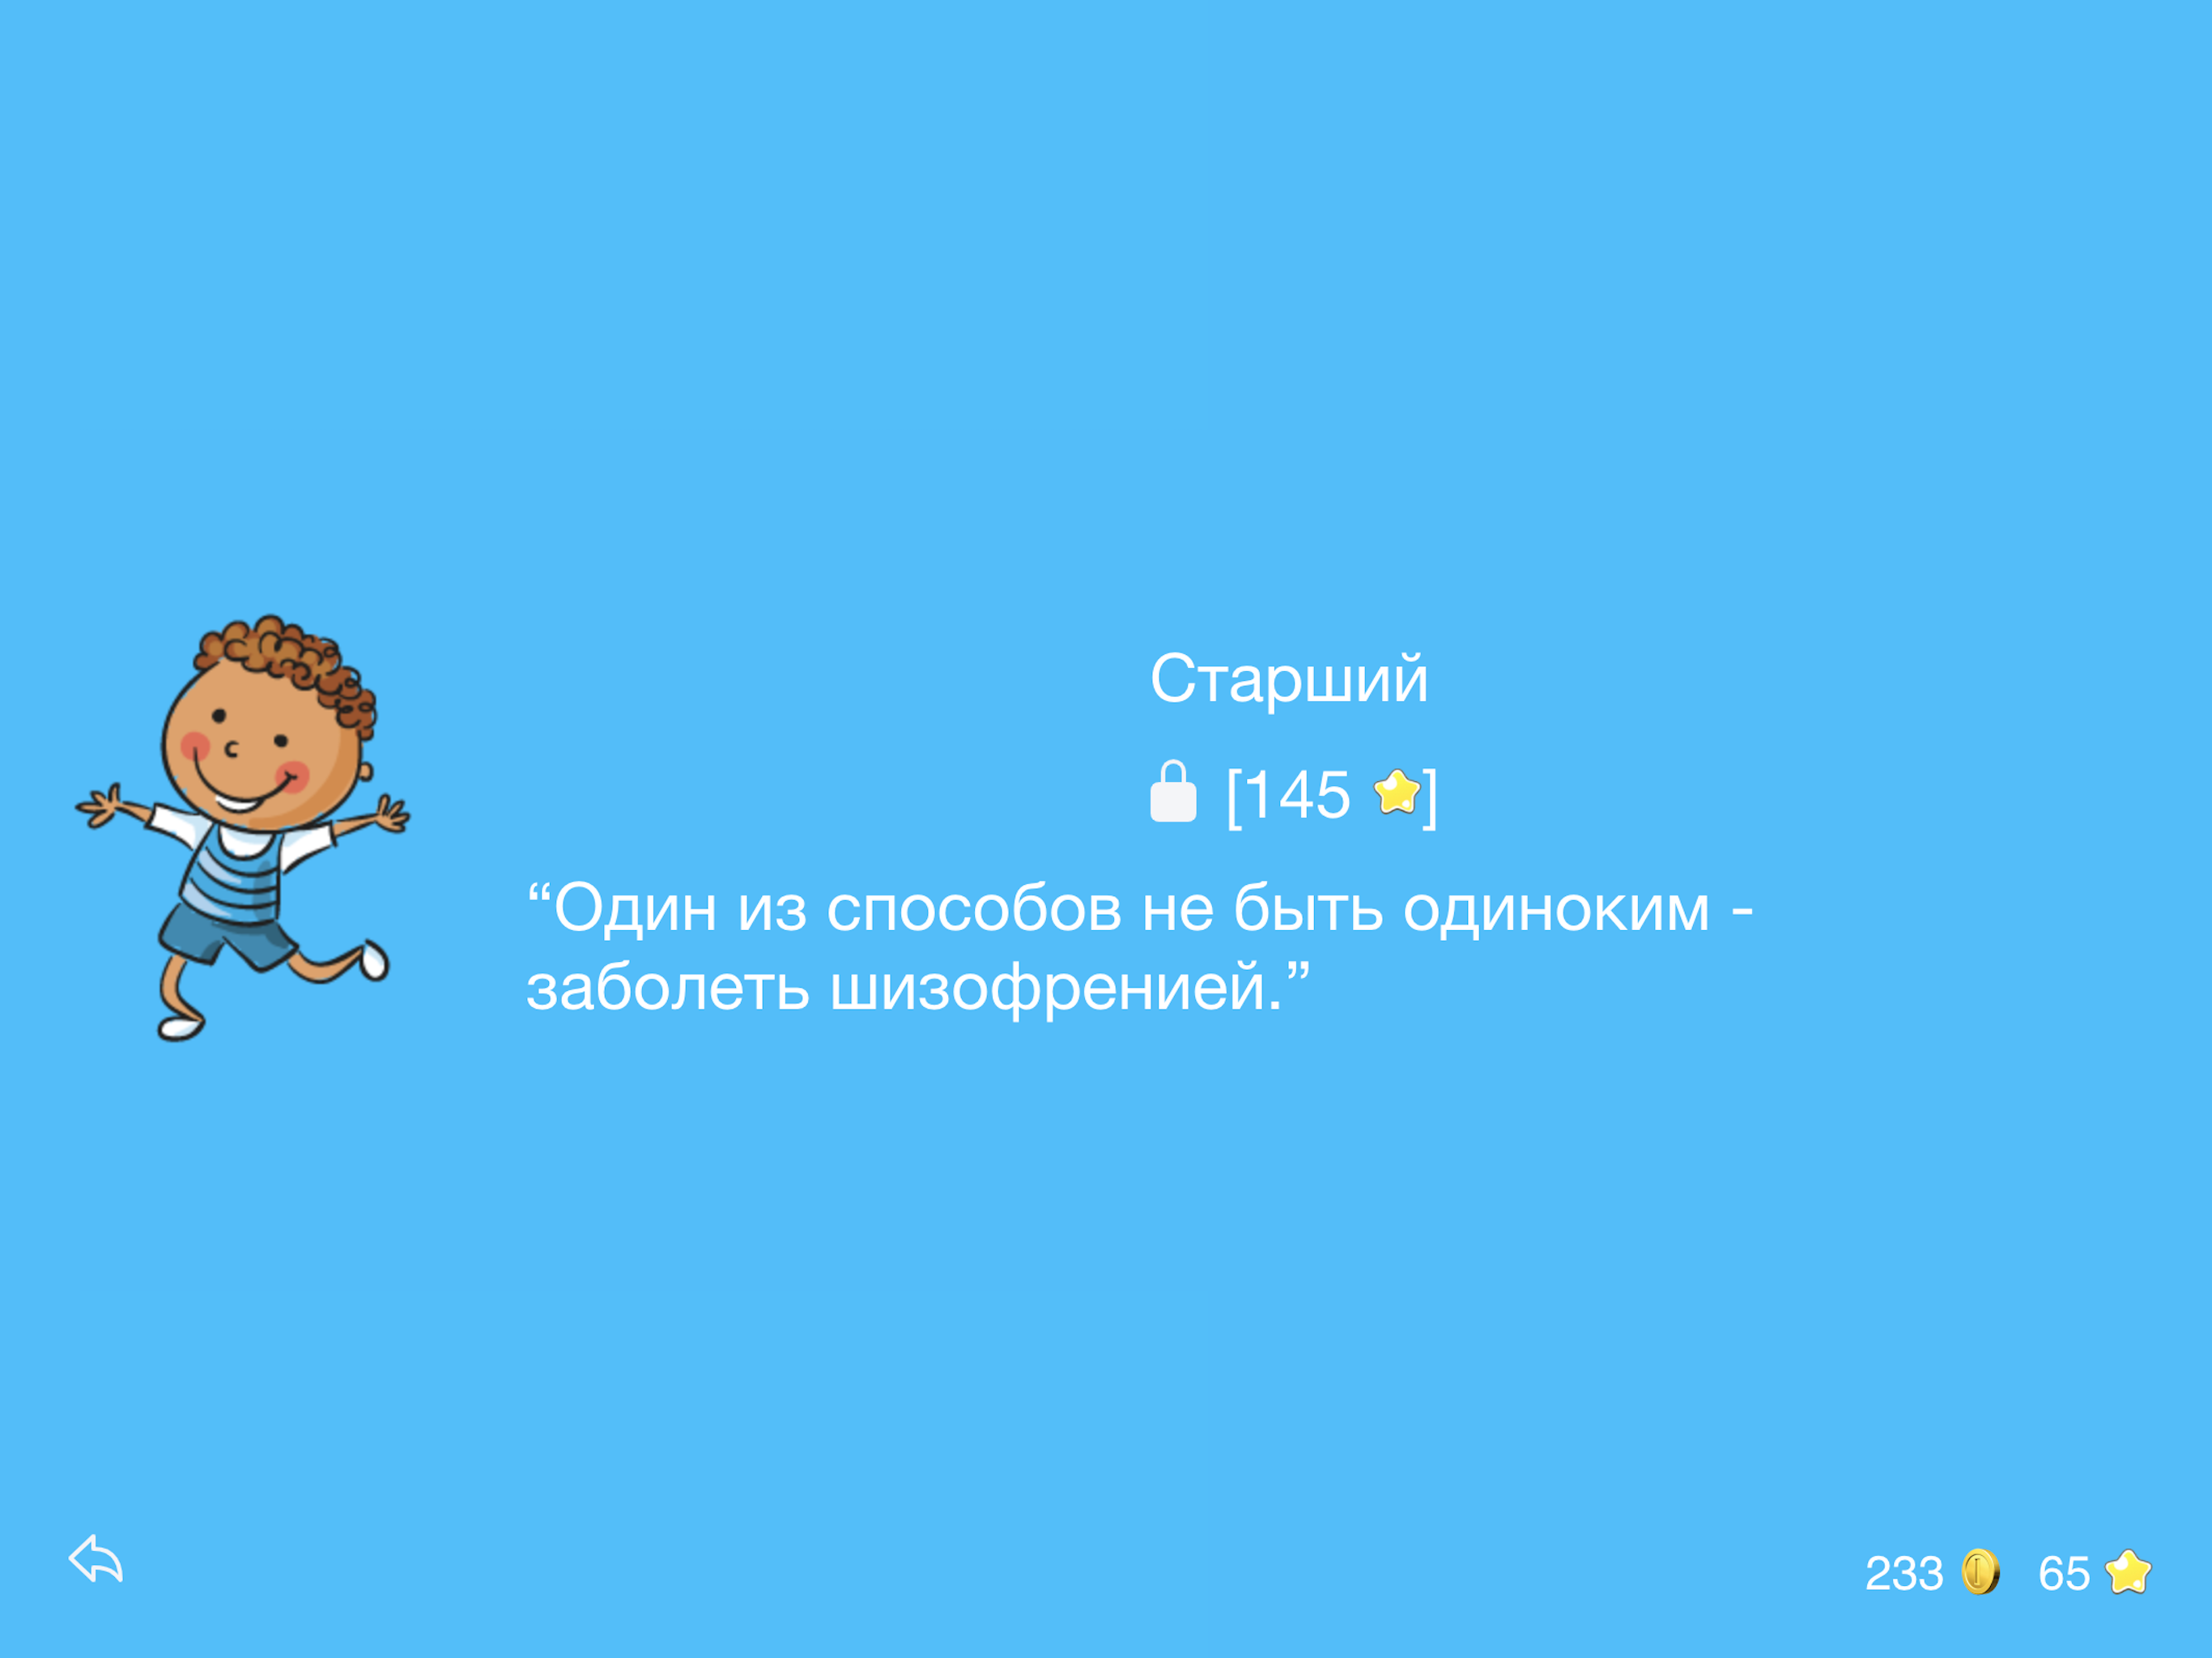 Старший
[145 ]
“Один из способов не быть одиноким -
заболеть шизофренией.”
233 65